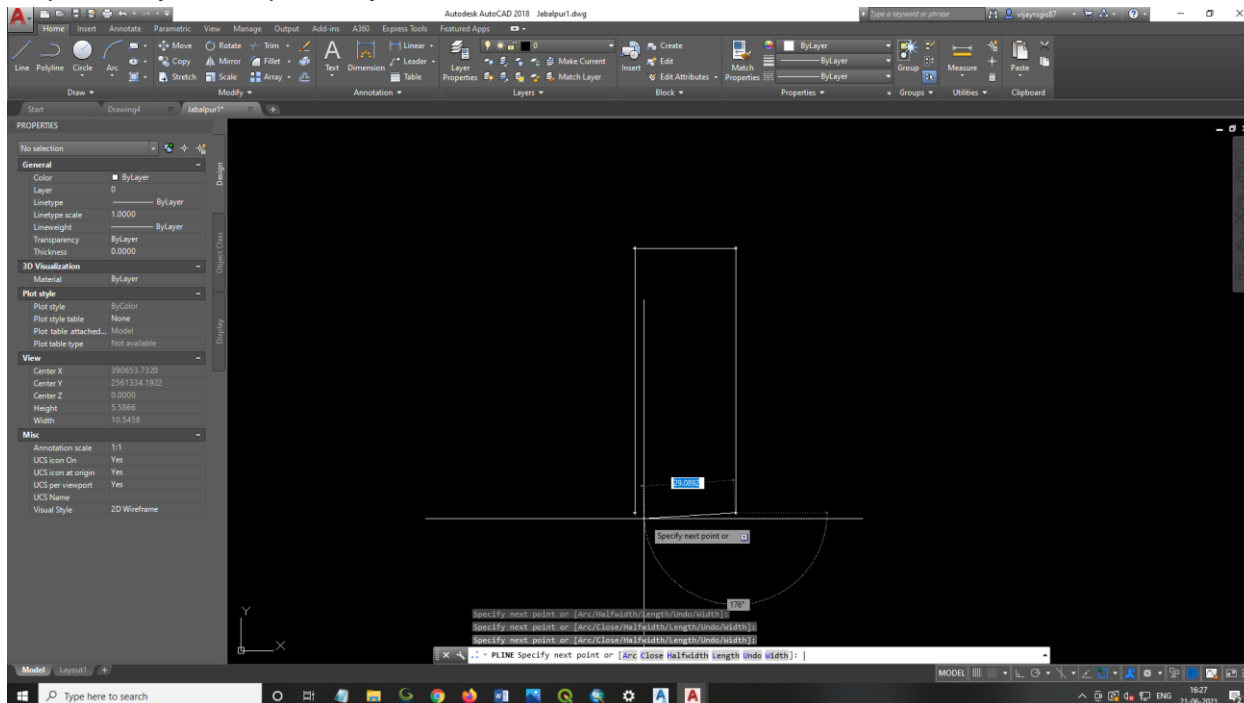 Autodesk AutoCAD 2018 Jabalpur1.dwg
Type a keyword or phrase
vijayrsgio87
Home Insert Annotate Parametric View Manage Output Add-ins A360 Express Tools Featured Apps
Line Polyline Circle Arc
Move Rotate Trim
Copy Mirror Fillet
Stretch Scale Array
Text Dimension
Linear
Leader
Table
Layer Properties
0
Make Current
Match Layer
Insert
Create
Edit
Edit Attributes
Match Properties
ByLayer
ByLayer
ByLayer
Group
Measure
Paste
Draw Modify Annotation Layers Block Properties Groups Utilities Clipboard
Start Drawing4 Jabalpur1*
PROPERTIES
No selection
General
Color ByLayer
Layer 0
Linetype ByLayer
Linetype scale 1.0000
Lineweight ByLayer
Transparency ByLayer
Thickness 0.0000
3D Visualization
Material ByLayer
Plot style
Plot style ByColor
Plot style table None
Plot table attached... Model
Plot table type Not available
View
Center X 390653.7320
Center Y 2561334.1922
Center Z 0.0000
Height 5.5866
Width 10.5458
Misc
Annotation scale 1:1
UCS icon On Yes
UCS icon at origin Yes
UCS per viewport Yes
UCS Name
Visual Style 2D Wireframe
Design
Object Class
Display
29.0892
Specify next point or
176°
Y
X
Specify next point or [Arc/Halfwidth/Length/Undo/Width]:
Specify next point or [Arc/Close/Halfwidth/Length/Undo/Width]:
Specify next point or [Arc/Close/Halfwidth/Length/Undo/Width]:
PLINE Specify next point or [Arc Close Halfwidth Length Undo Width]:
Model Layout1 +
MODEL
1:1
Type here to search
ENG
16:27
21-06-2021